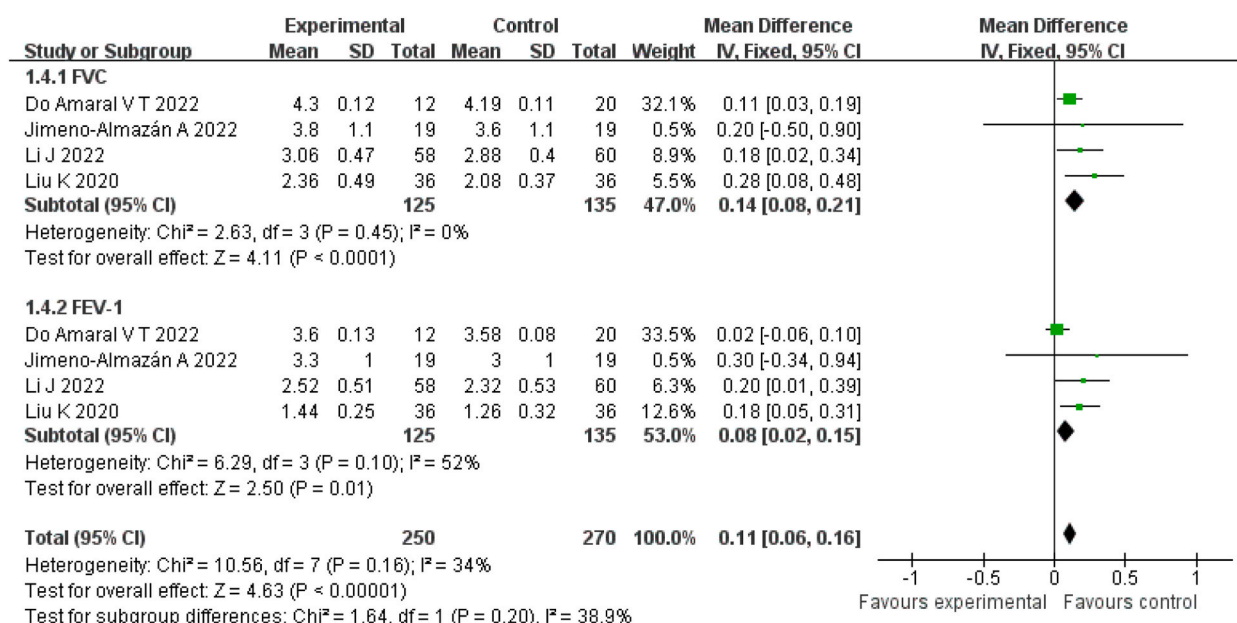 Experimental Control Mean Difference Mean Difference
Study or Subgroup Mean SD Total Mean SD Total Weight IV, Fixed, 95% CI IV, Fixed, 95% CI
1.4.1 FVC
Do Amaral V T 2022 4.3 0.12 12 4.19 0.11 20 32.1% 0.11 [0.03, 0.19]
Jimeno-Almazán A 2022 3.8 1.1 19 3.6 1.1 19 0.5% 0.20 [-0.50, 0.90]
Li J 2022 3.06 0.47 58 2.88 0.4 60 8.9% 0.18 [0.02, 0.34]
Liu K 2020 2.36 0.49 36 2.08 0.37 36 5.5% 0.28 [0.08, 0.48]
Subtotal (95% CI) 125 135 47.0% 0.14 [0.08, 0.21]
Heterogeneity: Chi² = 2.63, df = 3 (P = 0.45); I² = 0%
Test for overall effect: Z = 4.11 (P < 0.0001)
1.4.2 FEV-1
Do Amaral V T 2022 3.6 0.13 12 3.58 0.08 20 33.5% 0.02 [-0.06, 0.10]
Jimeno-Almazán A 2022 3.3 1 19 3 1 19 0.5% 0.30 [-0.34, 0.94]
Li J 2022 2.52 0.51 58 2.32 0.53 60 6.3% 0.20 [0.01, 0.39]
Liu K 2020 1.44 0.25 36 1.26 0.32 36 12.6% 0.18 [0.05, 0.31]
Subtotal (95% CI) 125 135 53.0% 0.08 [0.02, 0.15]
Heterogeneity: Chi² = 6.29, df = 3 (P = 0.10); I² = 52%
Test for overall effect: Z = 2.50 (P = 0.01)
Total (95% CI) 250 270 100.0% 0.11 [0.06, 0.16]
Heterogeneity: Chi² = 10.56, df = 7 (P = 0.16); I² = 34%
Test for overall effect: Z = 4.63 (P < 0.00001)
Test for subgroup differences: Chi² = 1.64, df = 1 (P = 0.20), I² = 38.9%
-1 -0.5 0 0.5 1
Favours experimental Favours control